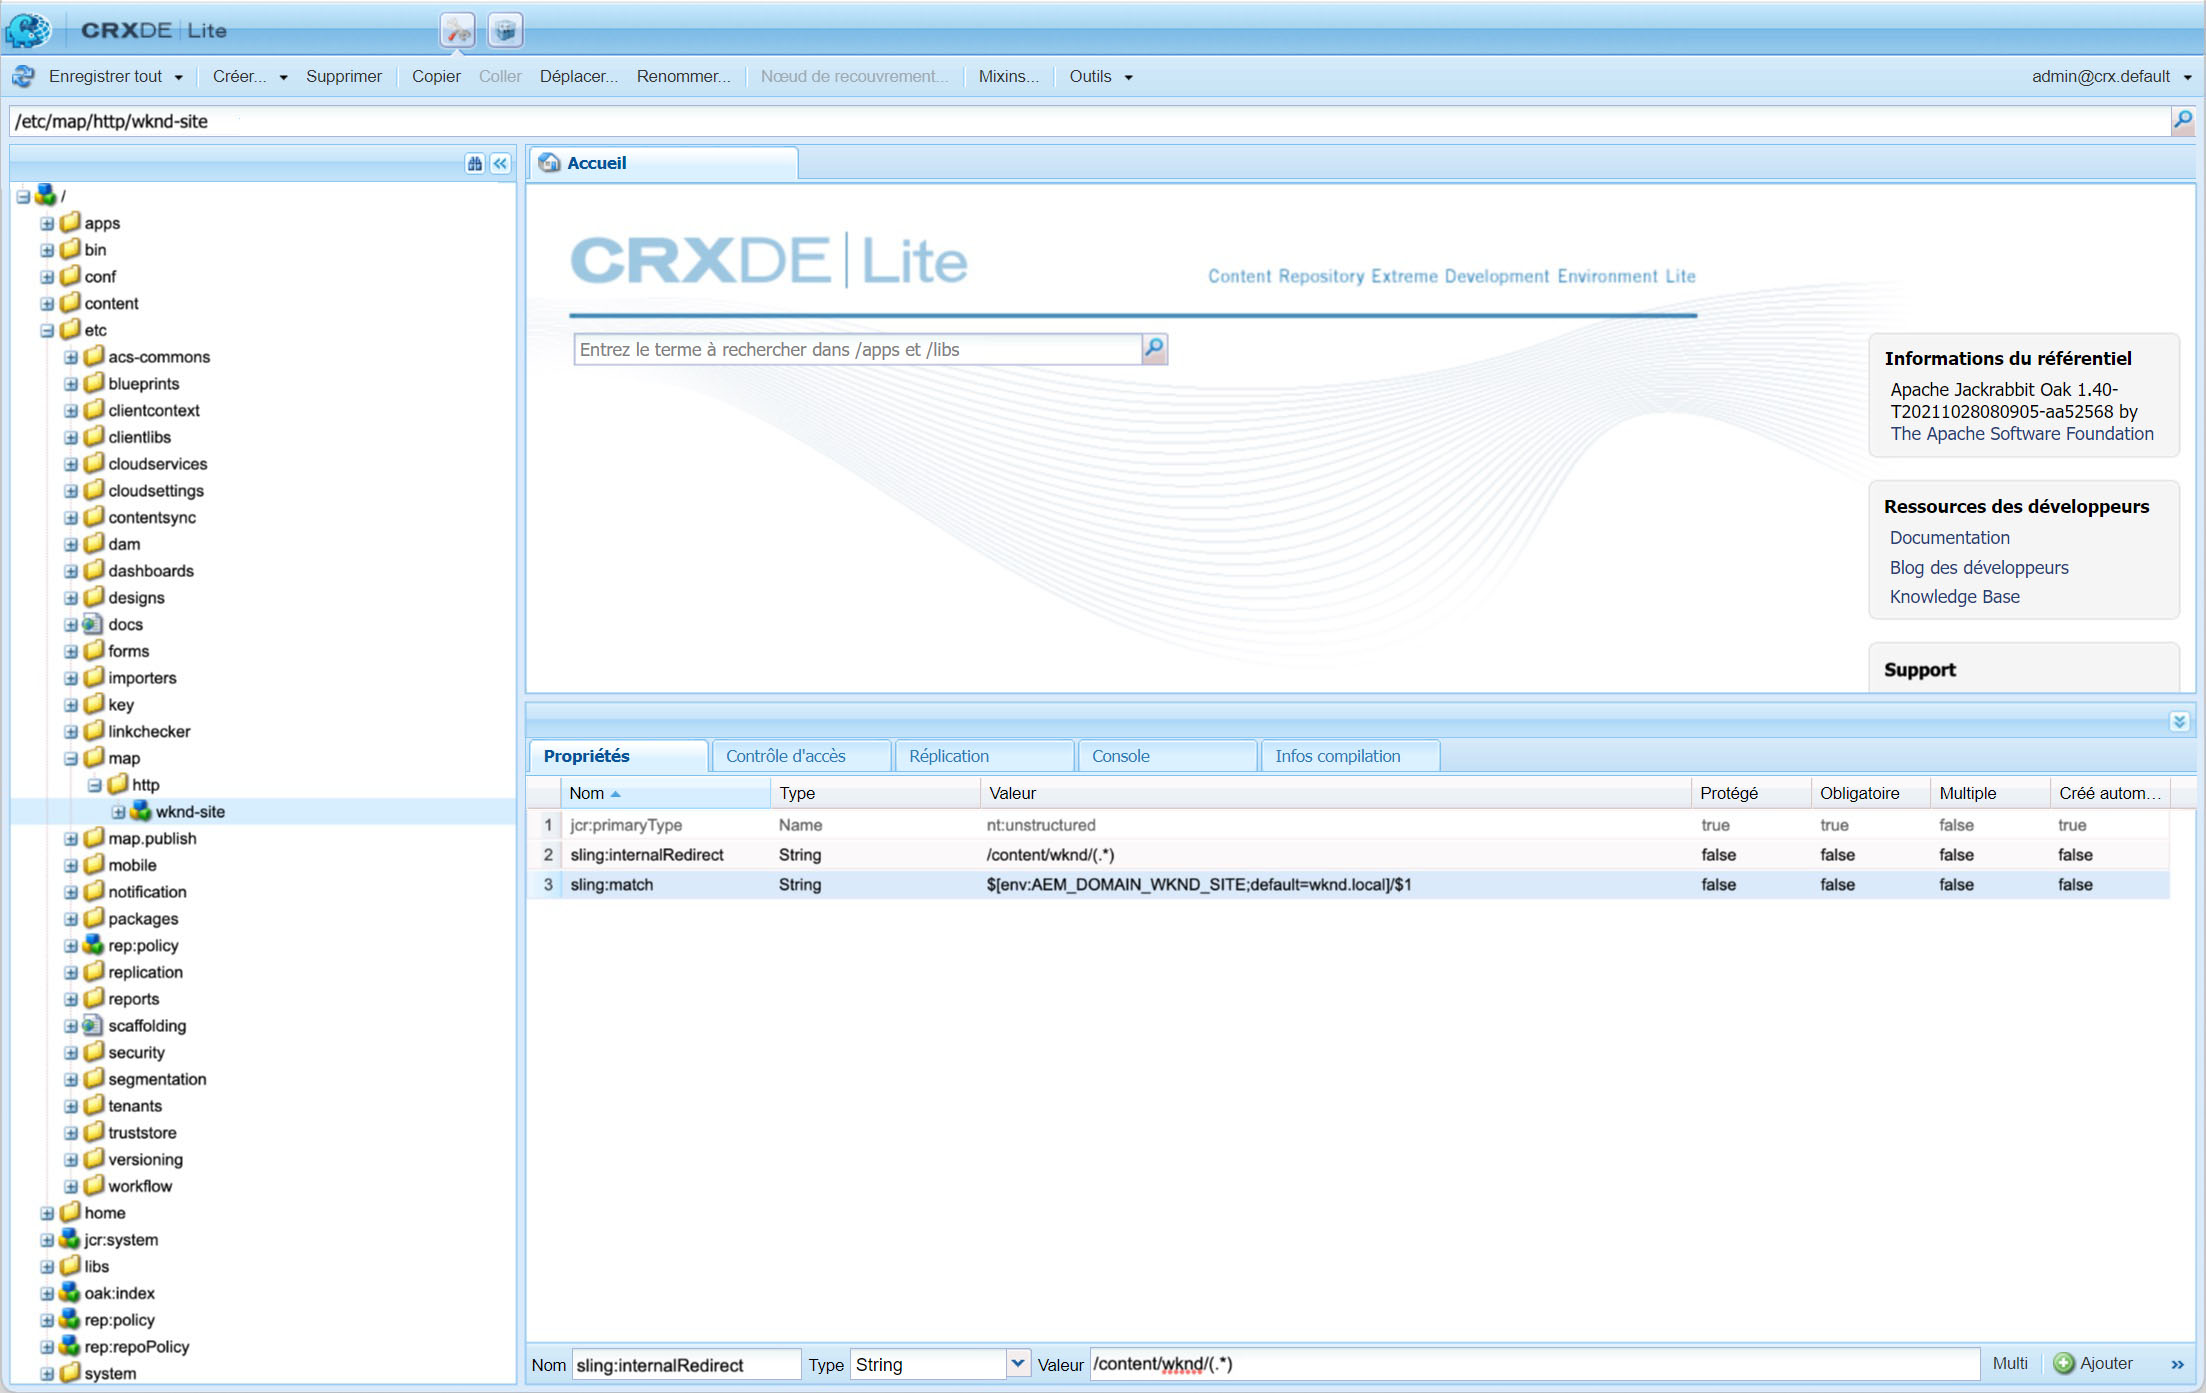 CRXDE | Lite
Enregistrer tout Créer... Supprimer Copier Coller Déplacer... Renommer... Nœud de recouvrement... Mixins... Outils admin@crx.default
/etc/map/http/wknd-site
/
apps
bin
conf
content
etc
acs-commons
blueprints
clientcontext
clientlibs
cloudservices
cloudsettings
contentsync
dam
dashboards
designs
docs
forms
importers
key
linkchecker
map
http
wknd-site
map.publish
mobile
notification
packages
rep:policy
replication
reports
scaffolding
security
segmentation
tenants
truststore
versioning
workflow
home
jcr:system
libs
oak:index
rep:policy
rep:repoPolicy
system
Accueil
CRXDE | Lite
Content Repository Extreme Development Environment Lite
Entrez le terme à rechercher dans /apps et /libs
Informations du référentiel
Apache Jackrabbit Oak 1.40-
T20211028080905-aa52568 by
The Apache Software Foundation
Ressources des développeurs
Documentation
Blog des développeurs
Knowledge Base
Support
Propriétés Contrôle d'accès Réplication Console Infos compilation
Nom Type Valeur Protégé Obligatoire Multiple Créé autom...
1 jcr:primaryType Name nt:unstructured true true false true
2 sling:internalRedirect String /content/wknd/(.*) false false false false
3 sling:match String $[env:AEM_DOMAIN_WKND_SITE;default=wknd.local]/$1 false false false false
Nom sling:internalRedirect Type String Valeur /content/wknd/(.*) Multi Ajouter